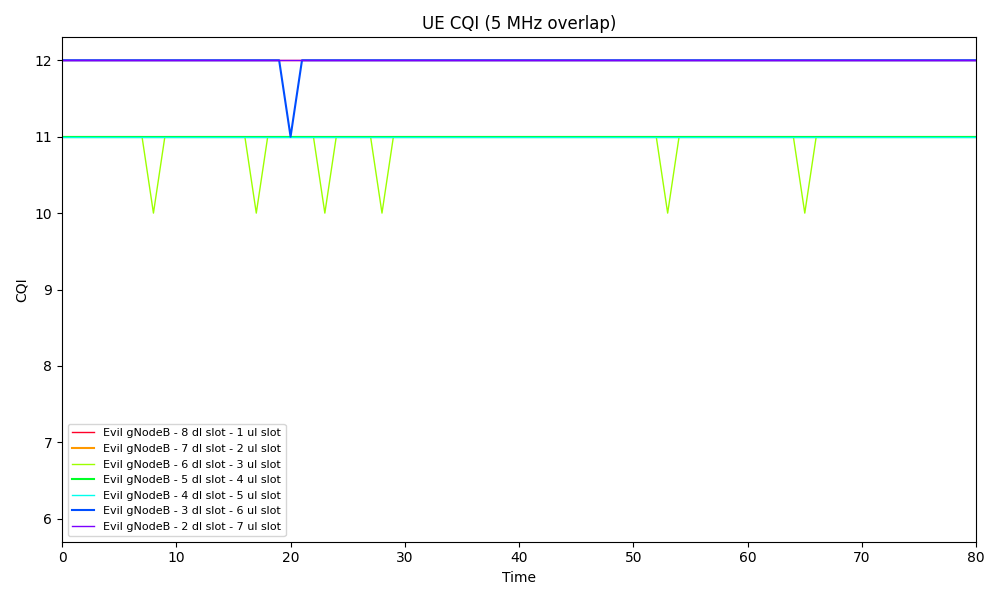 UE CQI (5 MHz overlap)
12
11
10
9
8
7
6
CQI
Evil gNodeB - 8 dl slot - 1 ul slot
Evil gNodeB - 7 dl slot - 2 ul slot
Evil gNodeB - 6 dl slot - 3 ul slot
Evil gNodeB - 5 dl slot - 4 ul slot
Evil gNodeB - 4 dl slot - 5 ul slot
Evil gNodeB - 3 dl slot - 6 ul slot
Evil gNodeB - 2 dl slot - 7 ul slot
0 10 20 30 40 50 60 70 80
Time